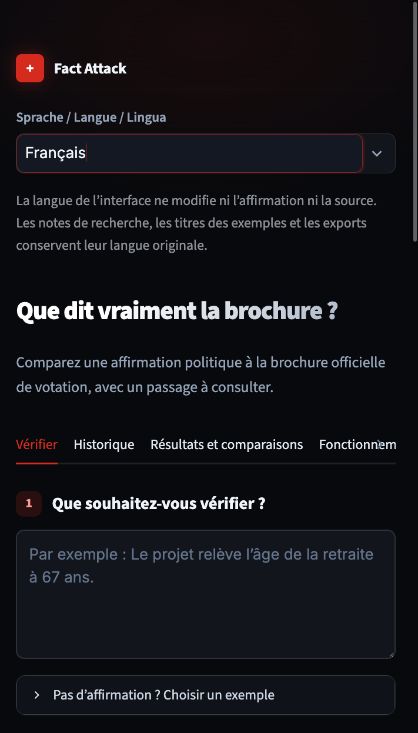 + Fact Attack
Sprache / Langue / Lingua
Français
La langue de l’interface ne modifie ni l’affirmation ni la source.
Les notes de recherche, les titres des exemples et les exports
conservent leur langue originale.
Que dit vraiment la brochure ?
Comparez une affirmation politique à la brochure officielle
de votation, avec un passage à consulter.
Vérifier Historique Résultats et comparaisons Fonctionnem
1 Que souhaitez-vous vérifier ?
Par exemple : Le projet relève l’âge de la retraite
à 67 ans.
Pas d’affirmation ? Choisir un exemple